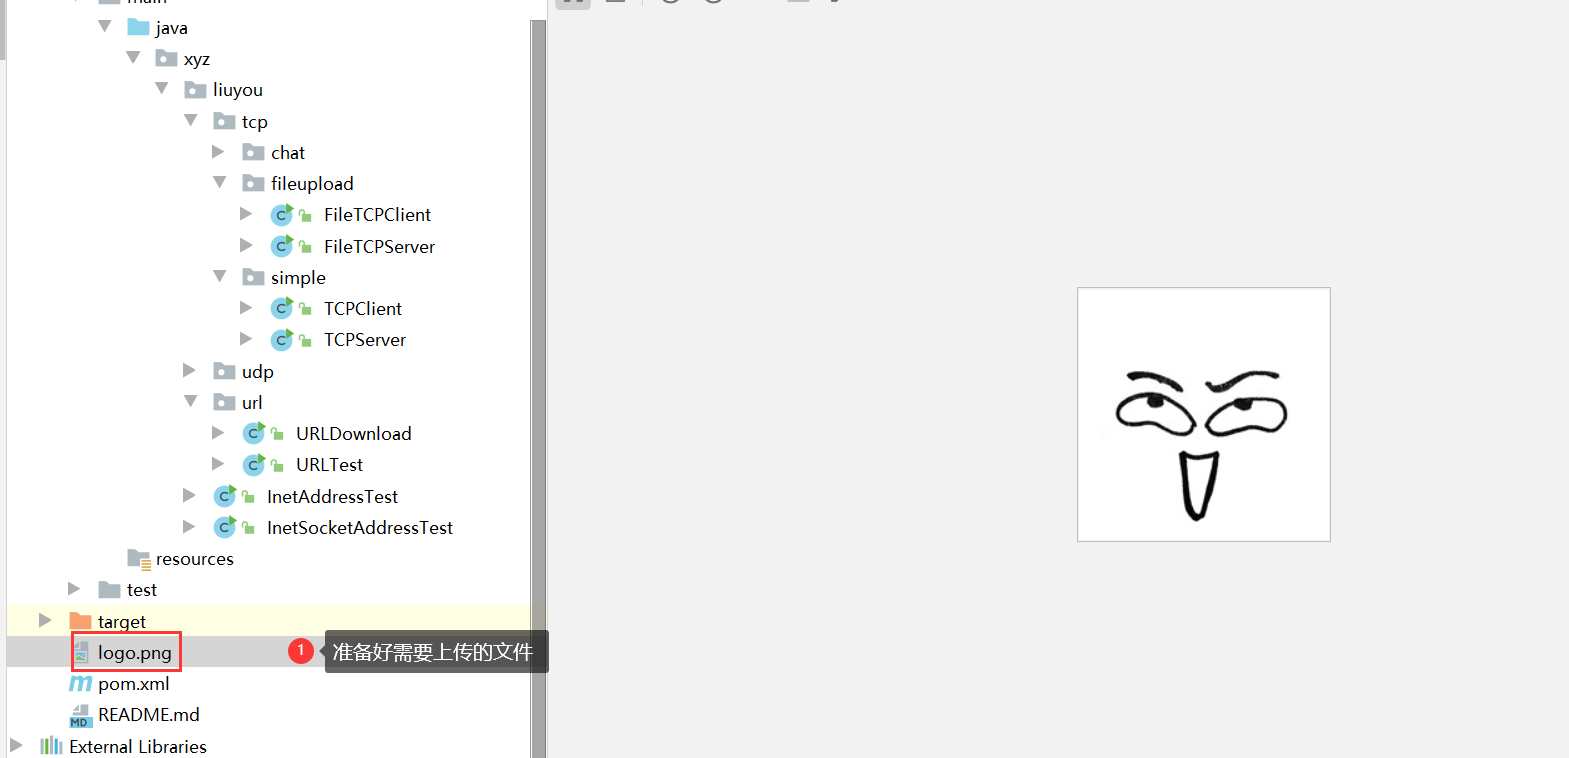 main
java
xyz
liuyou
tcp
chat
fileupload
FileTCPClient
FileTCPServer
simple
TCPClient
TCPServer
udp
url
URLDownload
URLTest
InetAddressTest
InetSocketAddressTest
resources
test
target
logo.png
1 准备好需要上传的文件
pom.xml
README.md
External Libraries